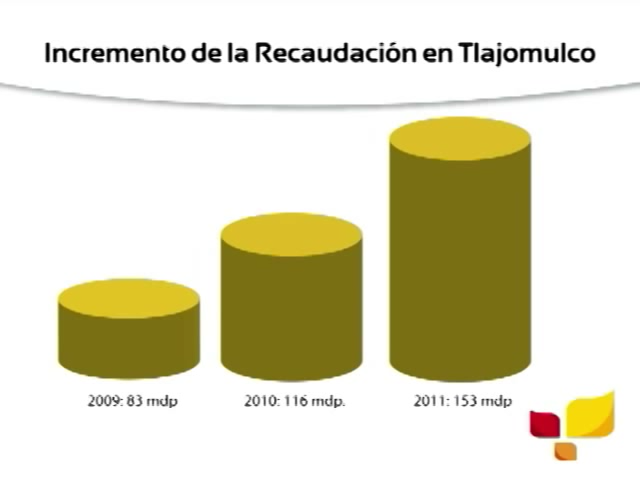 Incremento de la Recaudación en Tlajomulco
2009: 83 mdp
2010: 116 mdp.
2011: 153 mdp